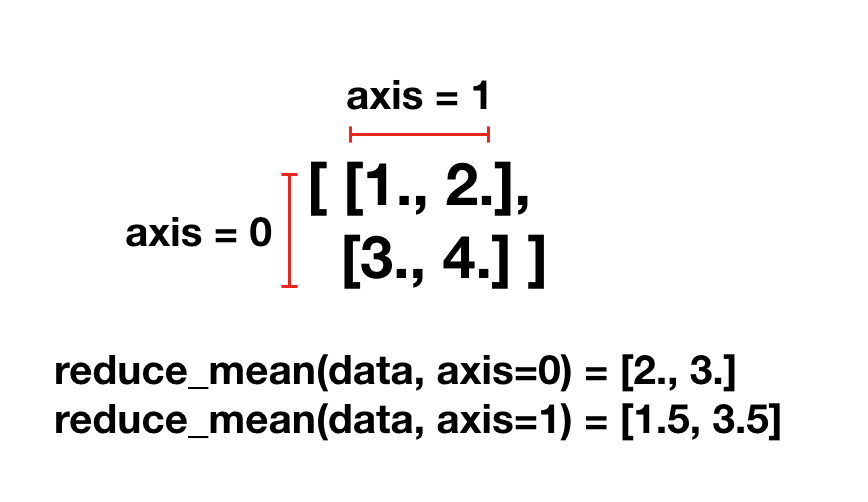 axis = 1
[ [1., 2.],
axis = 0
[3., 4.] ]
reduce_mean(data, axis=0) = [2., 3.]
reduce_mean(data, axis=1) = [1.5, 3.5]